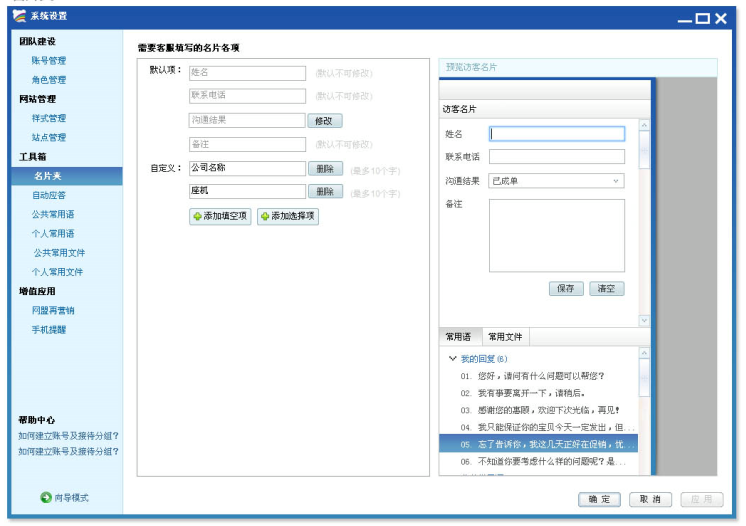 系统设置
团队建设
账号管理
角色管理
网站管理
样式管理
站点管理
工具箱
名片夹
自动应答
公共常用语
个人常用语
公共常用文件
个人常用文件
增值应用
网盟再营销
手机提醒
帮助中心
如何建立账号及接待分组?
如何建立账号及接待分组?
向导模式
需要客服填写的名片各项
默认项: 姓名 (默认不可修改)
联系电话 (默认不可修改)
沟通结果 修改
备注 (默认不可修改)
自定义: 公司名称 删除 (最多10个字)
座机 删除 (最多10个字)
添加填空项 添加选择项
预览访客名片
访客名片
姓名
联系电话
沟通结果 已成单
备注
保存 清空
常用语 常用文件
我的回复(6)
01. 您好,请问有什么问题可以帮您?
02. 我有事要离开一下,请稍后。
03. 感谢您的惠顾,欢迎下次光临,再见!
04. 我只能保证你的宝贝今天一定发出,但...
05. 忘了告诉你,我这几天正好在促销,优...
06. 不知道你要考虑什么样的问题呢?是...
确定 取消 应用